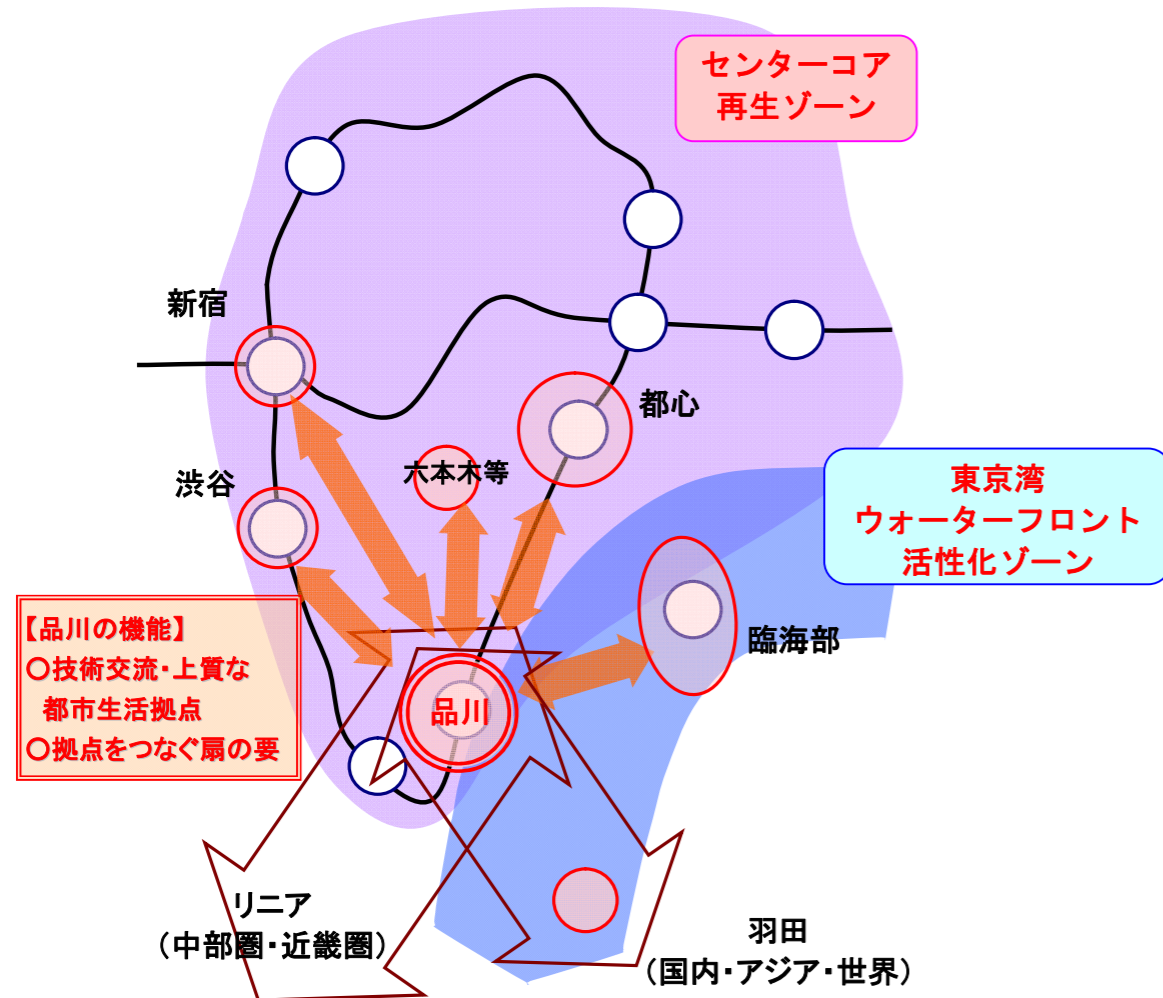 センターコア
再生ゾーン
新宿
都心
六本木等
渋谷
東京湾
ウォーターフロント
活性化ゾーン
【品川の機能】
○技術交流・上質な
都市生活拠点
○拠点をつなぐ扇の要
臨海部
品川
リニア
（中部圏・近畿圏）
羽田
（国内・アジア・世界）